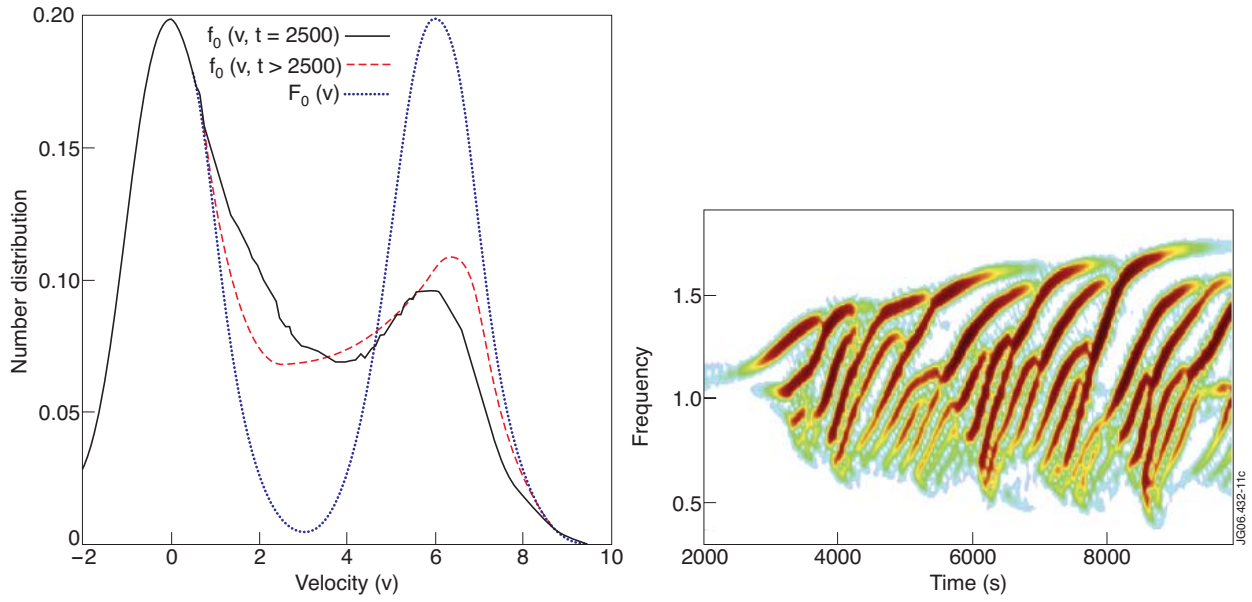 0.20
0.15
0.10
0.05
0
Number distribution
f₀ (v, t = 2500)
f₀ (v, t > 2500)
F₀ (v)
−2
0
2
4
6
8
10
Velocity (v)
1.5
1.0
0.5
Frequency
2000
4000
6000
8000
Time (s)
JG06.432-11c